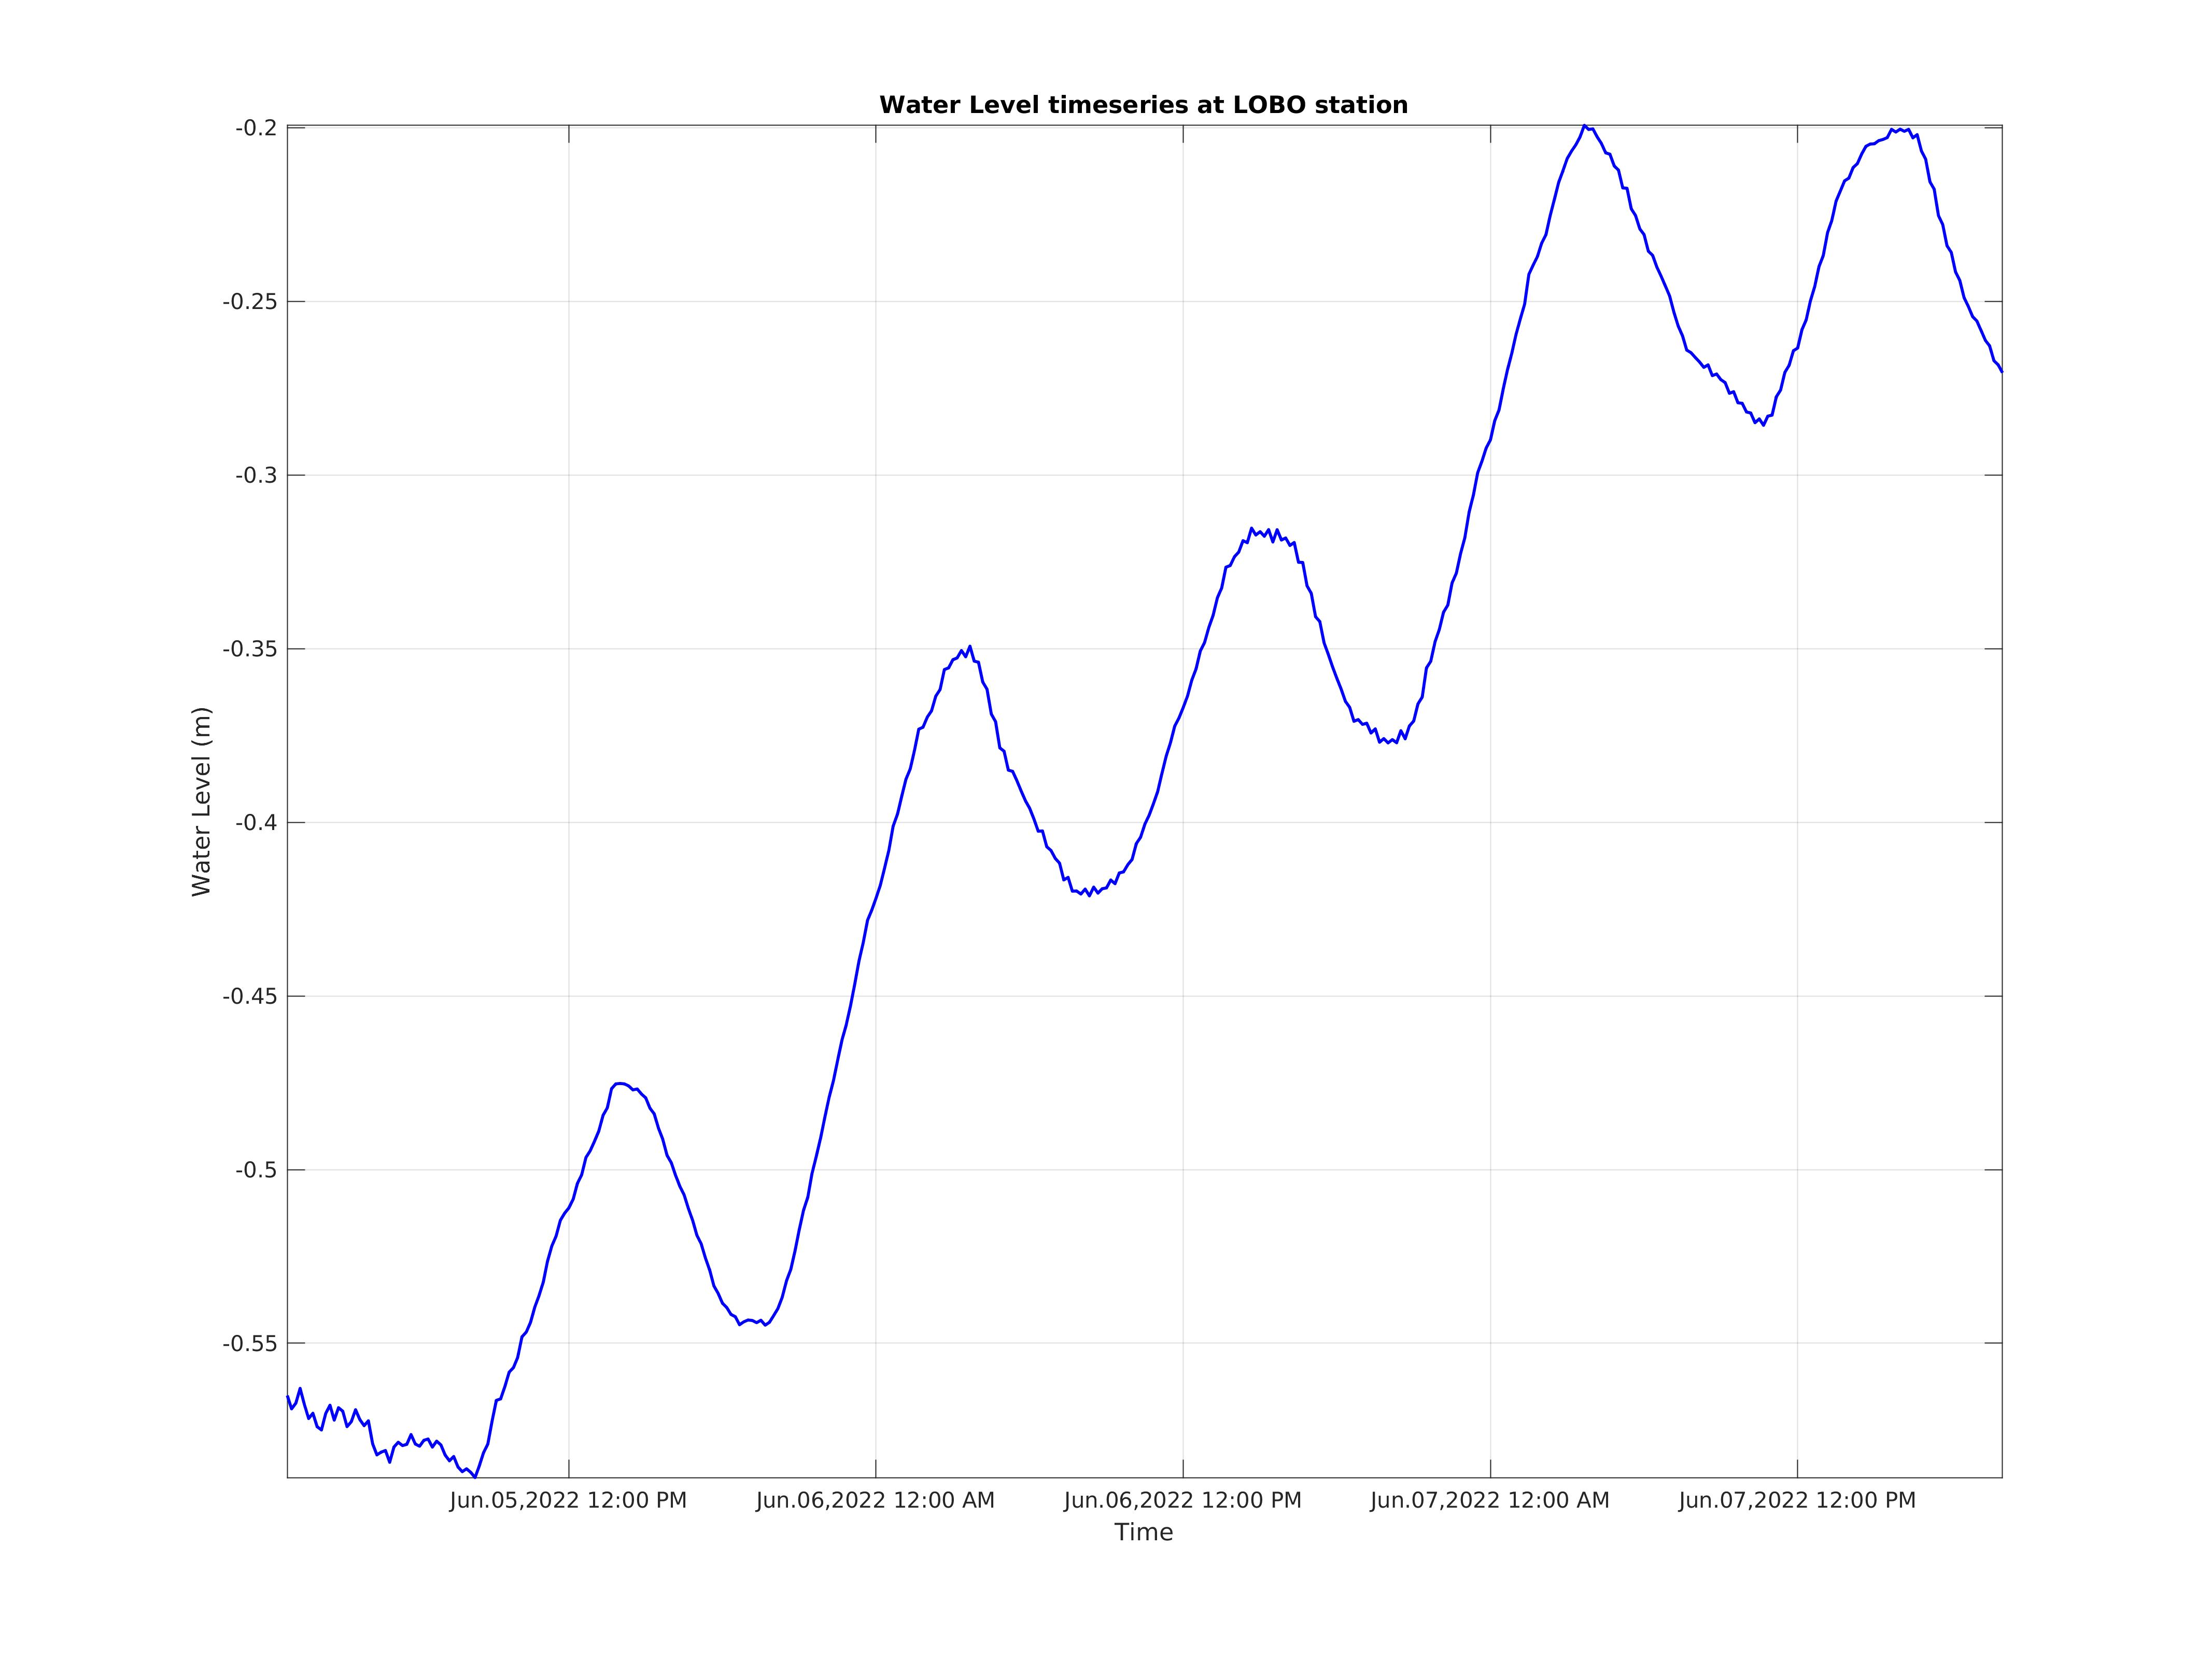 Water Level timeseries at LOBO station
-0.2
-0.25
-0.3
-0.35
-0.4
-0.45
-0.5
-0.55
Water Level (m)
Jun.05,2022 12:00 PM
Jun.06,2022 12:00 AM
Jun.06,2022 12:00 PM
Jun.07,2022 12:00 AM
Jun.07,2022 12:00 PM
Time